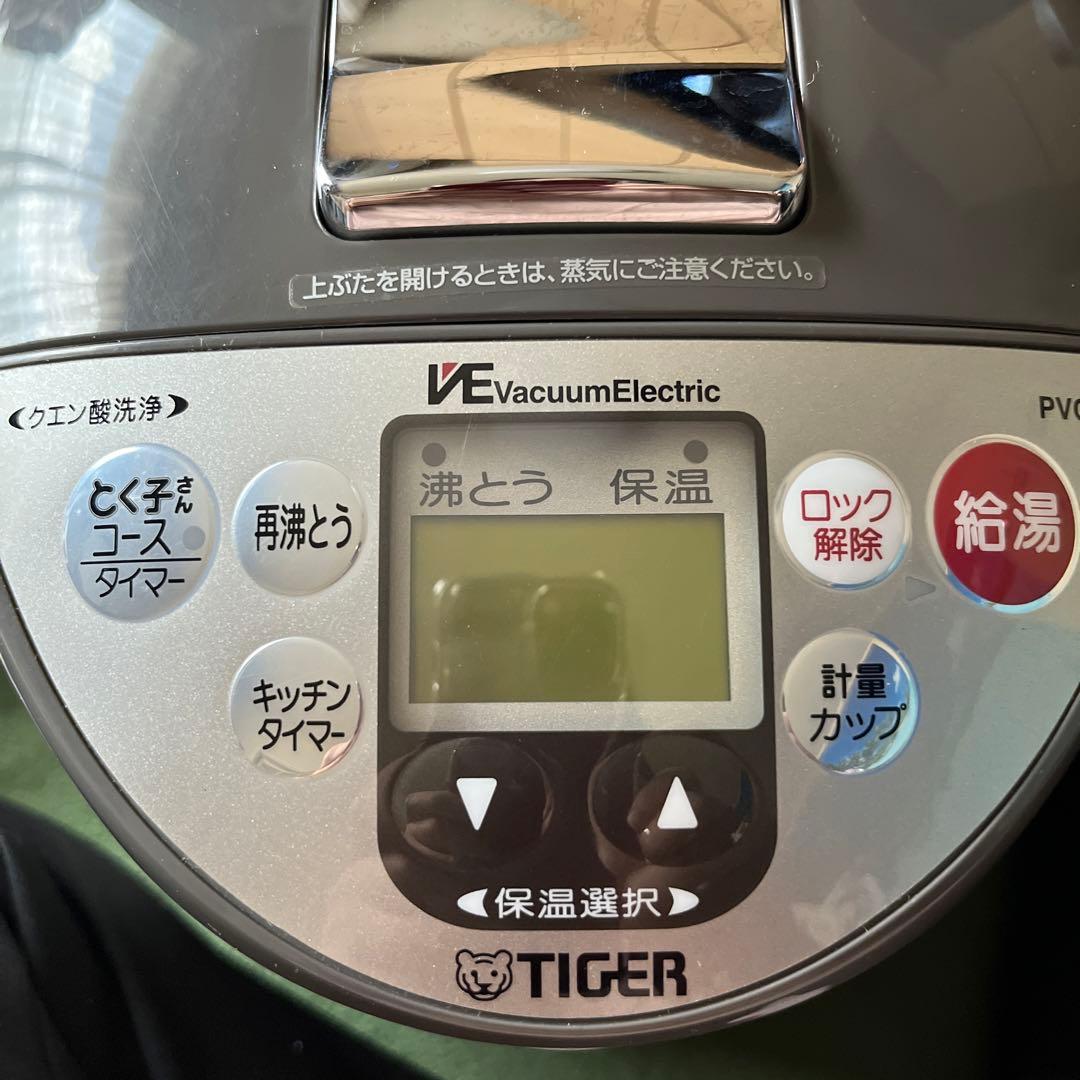 上ぶたを開けるときは、蒸気にご注意ください。
VE VacuumElectric
クエン酸洗浄
PVC
とく子さん
コース
タイマー
再沸とう
キッチン
タイマー
沸とう 保温
ロック
解除
給湯
計量
カップ
▼ ▲
保温選択
TIGER